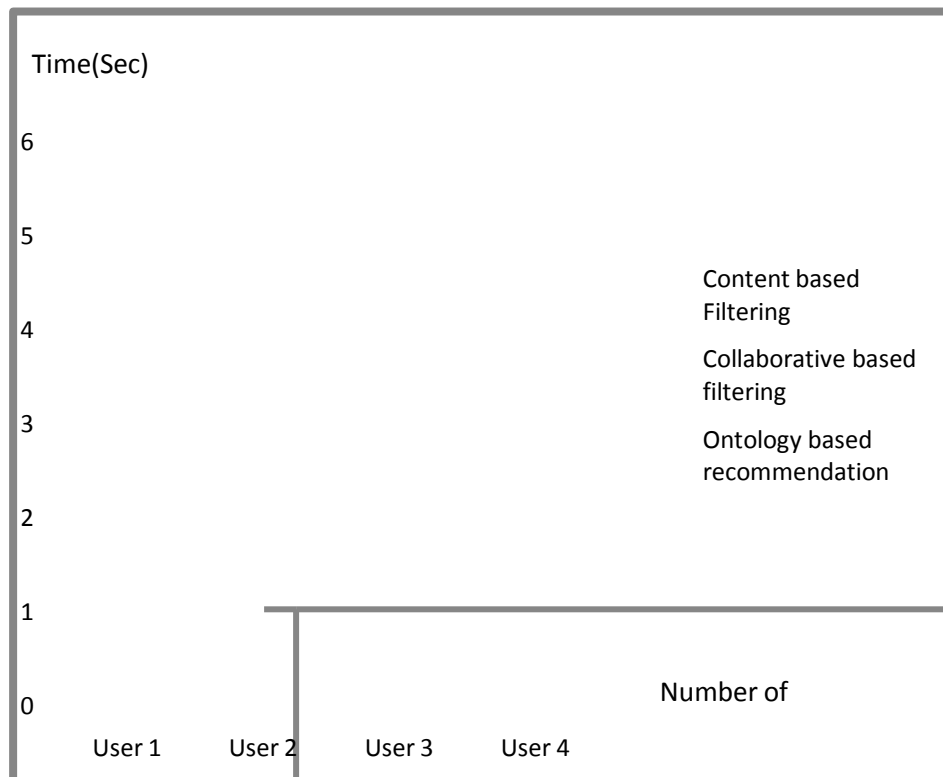 Time(Sec)
6
5
Content based
Filtering
4
Collaborative based
filtering
3
Ontology based
recommendation
2
1
Number of
0
User 1 User 2 User 3 User 4